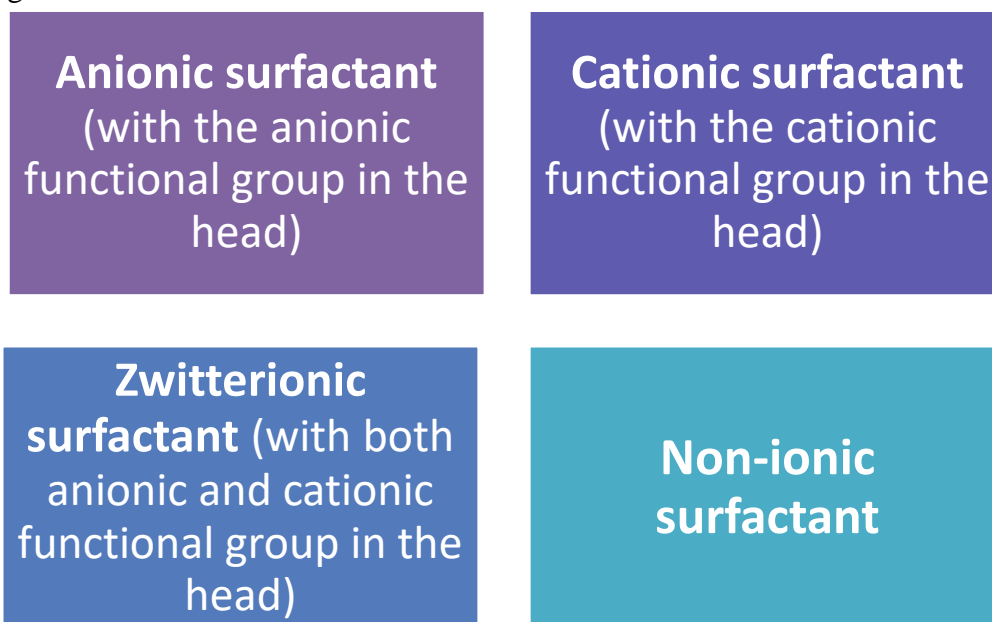 Anionic surfactant
(with the anionic
functional group in the
head)
Cationic surfactant
(with the cationic
functional group in the
head)
Zwitterionic
surfactant (with both
anionic and cationic
functional group in the
head)
Non-ionic
surfactant